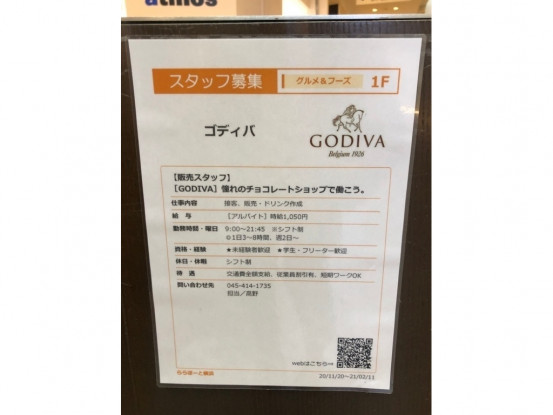 atmos
スタッフ募集 グルメ&フーズ 1F
ゴディバ
GODIVA
Belgium 1926
【販売スタッフ】
[GODIVA] 憧れのチョコレートショップで働こう。
仕事内容 接客、販売・ドリンク作成
給与 [アルバイト] 時給1,050円
勤務時間・曜日 9:00~21:45 ※シフト制
※1日3~8時間、週2日~
資格・経験 ★未経験者歓迎 ★学生・フリーター歓迎
休日・休暇 シフト制
待遇 交通費全額支給、従業員割引有、短期ワークOK
問い合わせ先 045-414-1735
担当/高野
webはこちら⇒
ららぽーと横浜
20/11/20~21/02/11